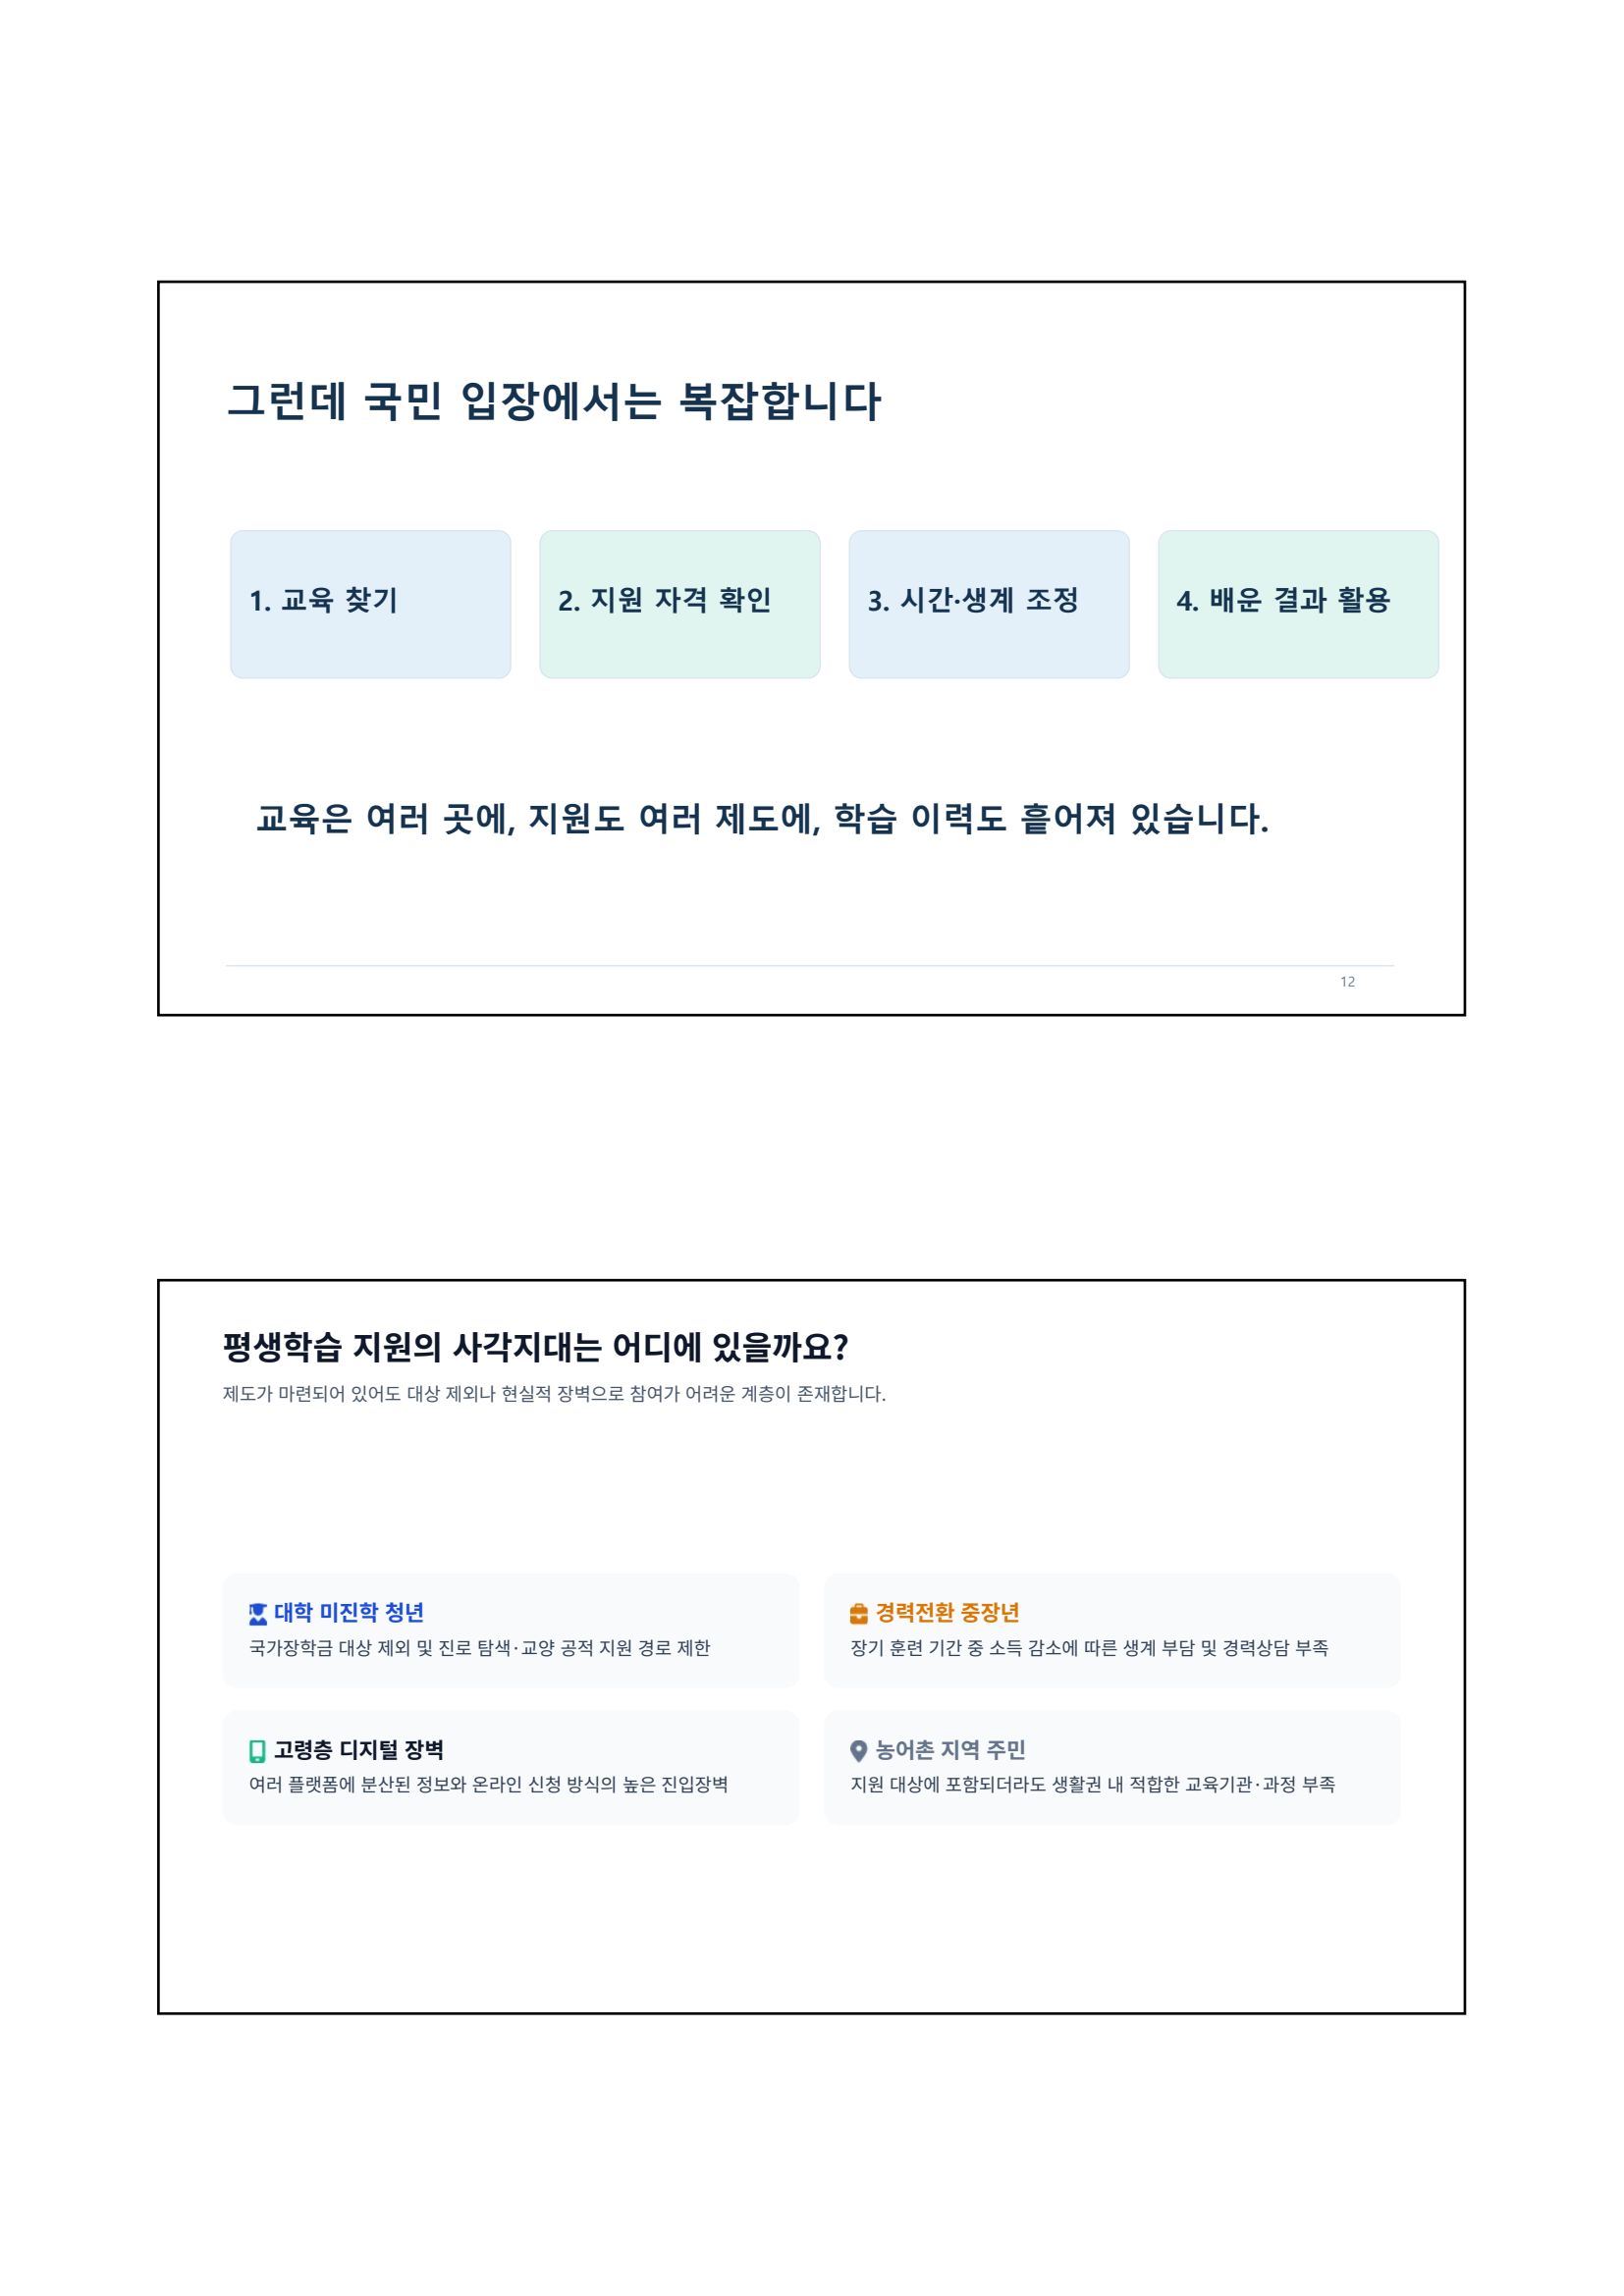 그런데 국민 입장에서는 복잡합니다
1. 교육 찾기
2. 지원 자격 확인
3. 시간·생계 조정
4. 배운 결과 활용
교육은 여러 곳에, 지원도 여러 제도에, 학습 이력도 흩어져 있습니다.
12
평생학습 지원의 사각지대는 어디에 있을까요?
제도가 마련되어 있어도 대상 제외나 현실적 장벽으로 참여가 어려운 계층이 존재합니다.
대학 미진학 청년
국가장학금 대상 제외 및 진로 탐색·교양 공적 지원 경로 제한
경력전환 중장년
장기 훈련 기간 중 소득 감소에 따른 생계 부담 및 경력상담 부족
고령층 디지털 장벽
여러 플랫폼에 분산된 정보와 온라인 신청 방식의 높은 진입장벽
농어촌 지역 주민
지원 대상에 포함되더라도 생활권 내 적합한 교육기관·과정 부족